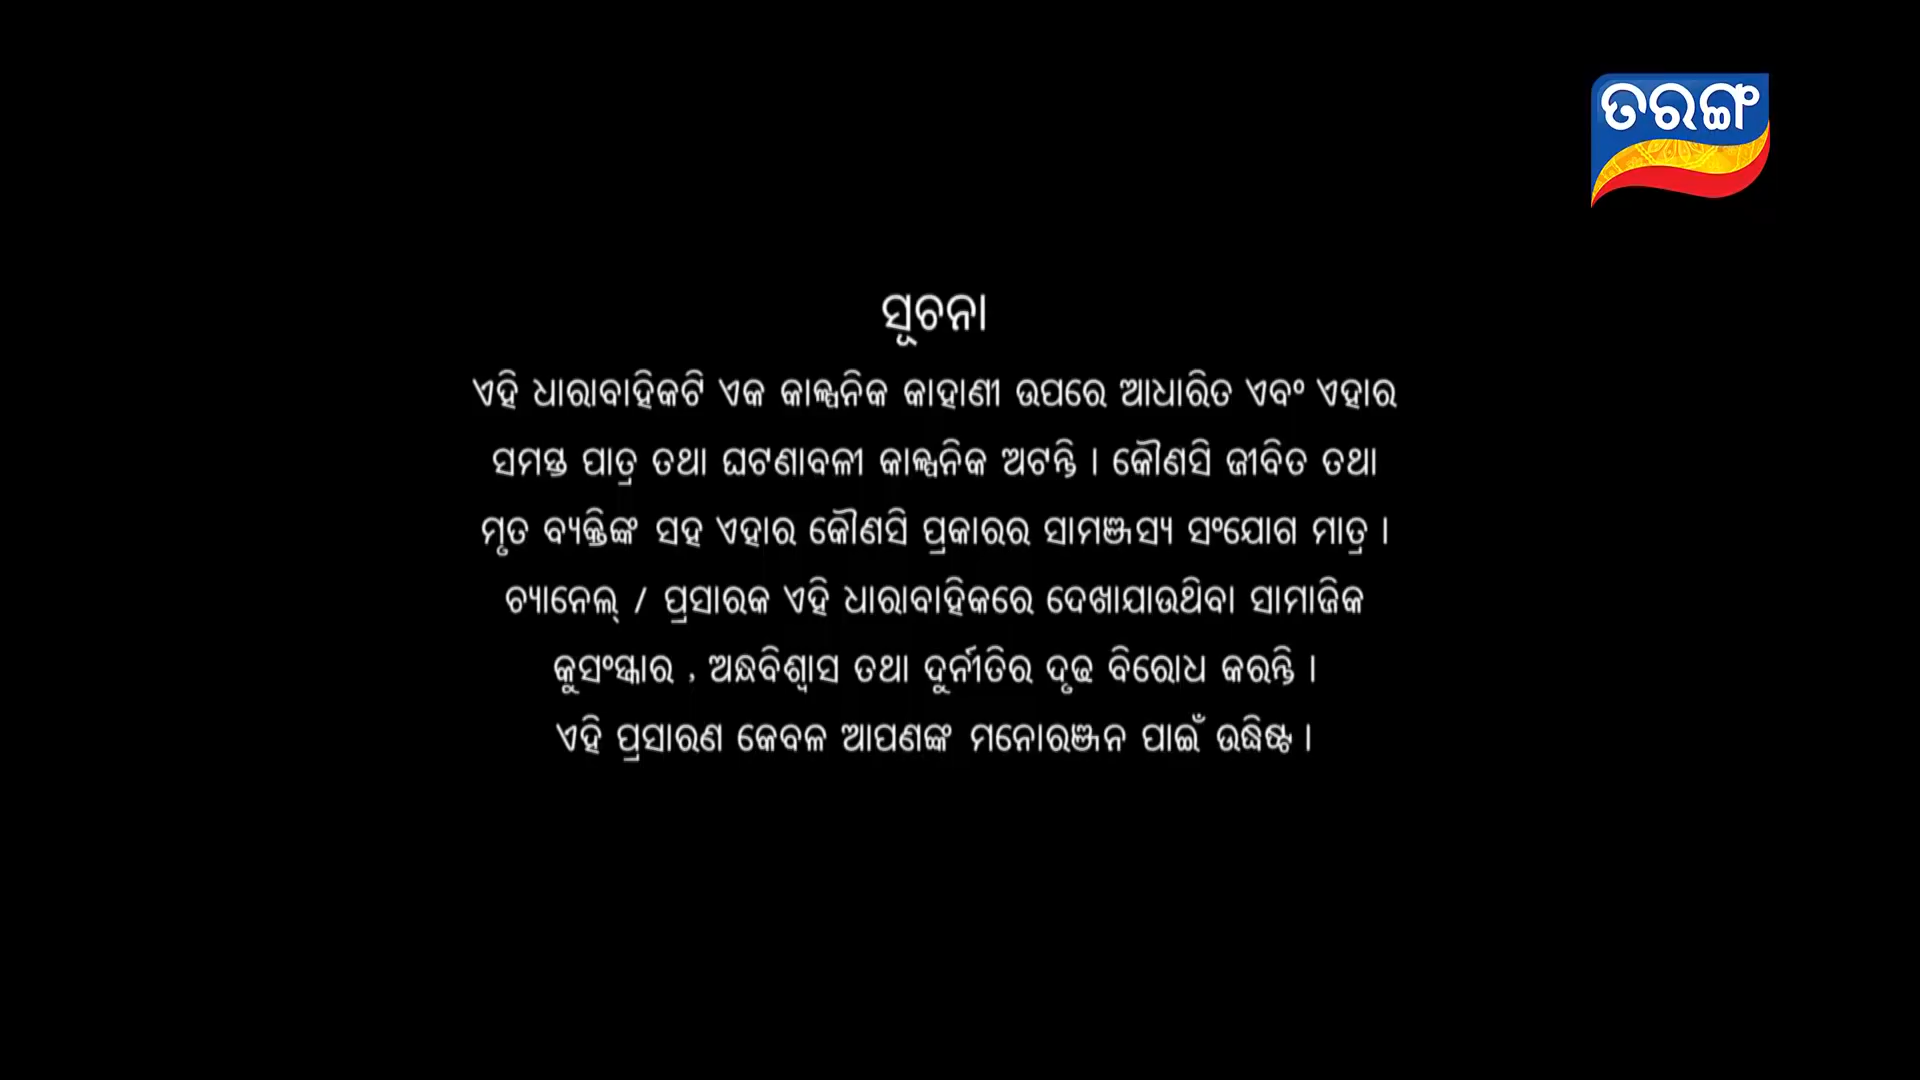 ତରଙ୍ଗ
ସୂଚନା
ଏହି ଧାରାବାହିକଟି ଏକ କାଳ୍ପନିକ କାହାଣୀ ଉପରେ ଆଧାରିତ ଏବଂ ଏହାର
ସମସ୍ତ ପାତ୍ର ତଥା ଘଟଣାବଳୀ କାଳ୍ପନିକ ଅଟନ୍ତି । କୌଣସି ଜୀବିତ ତଥା
ମୃତ ବ୍ୟକ୍ତିଙ୍କ ସହ ଏହାର କୌଣସି ପ୍ରକାରର ସାମଞ୍ଜସ୍ୟ ସଂଯୋଗ ମାତ୍ର ।
ଚ୍ୟାନେଲ୍ / ପ୍ରସାରକ ଏହି ଧାରାବାହିକରେ ଦେଖାଯାଉଥିବା ସାମାଜିକ
କୁସଂସ୍କାର , ଅନ୍ଧବିଶ୍ୱାସ ତଥା ଦୁର୍ନୀତିର ଦୃଢ ବିରୋଧ କରନ୍ତି ।
ଏହି ପ୍ରସାରଣ କେବଳ ଆପଣଙ୍କ ମନୋରଞ୍ଜନ ପାଇଁ ଉଦ୍ଧିଷ୍ଟ ।